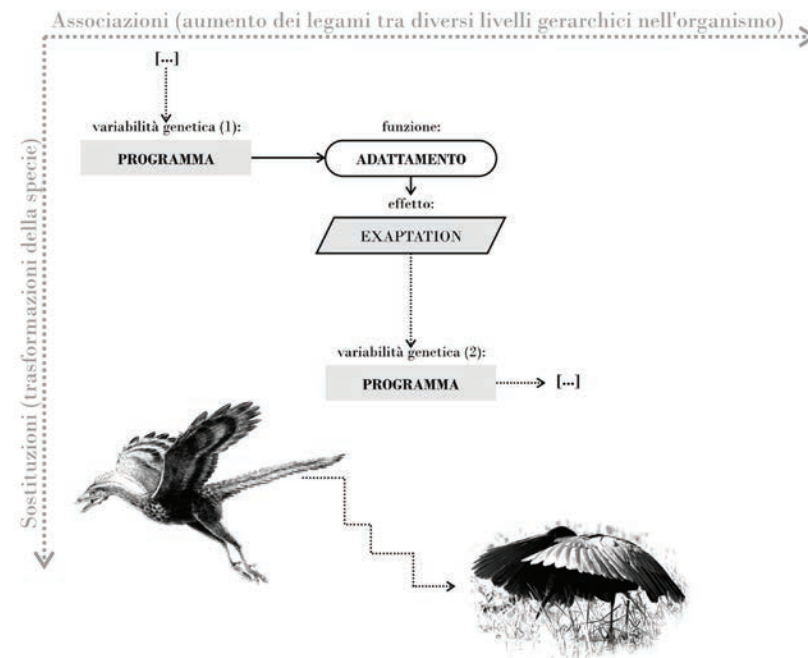 Associazioni (aumento dei legami tra diversi livelli gerarchici nell'organismo)
Sostituzioni (trasformazioni della specie)
[...]
variabilità genetica (1):
PROGRAMMA
funzione:
ADATTAMENTO
effetto:
EXAPTATION
variabilità genetica (2):
PROGRAMMA
[...]